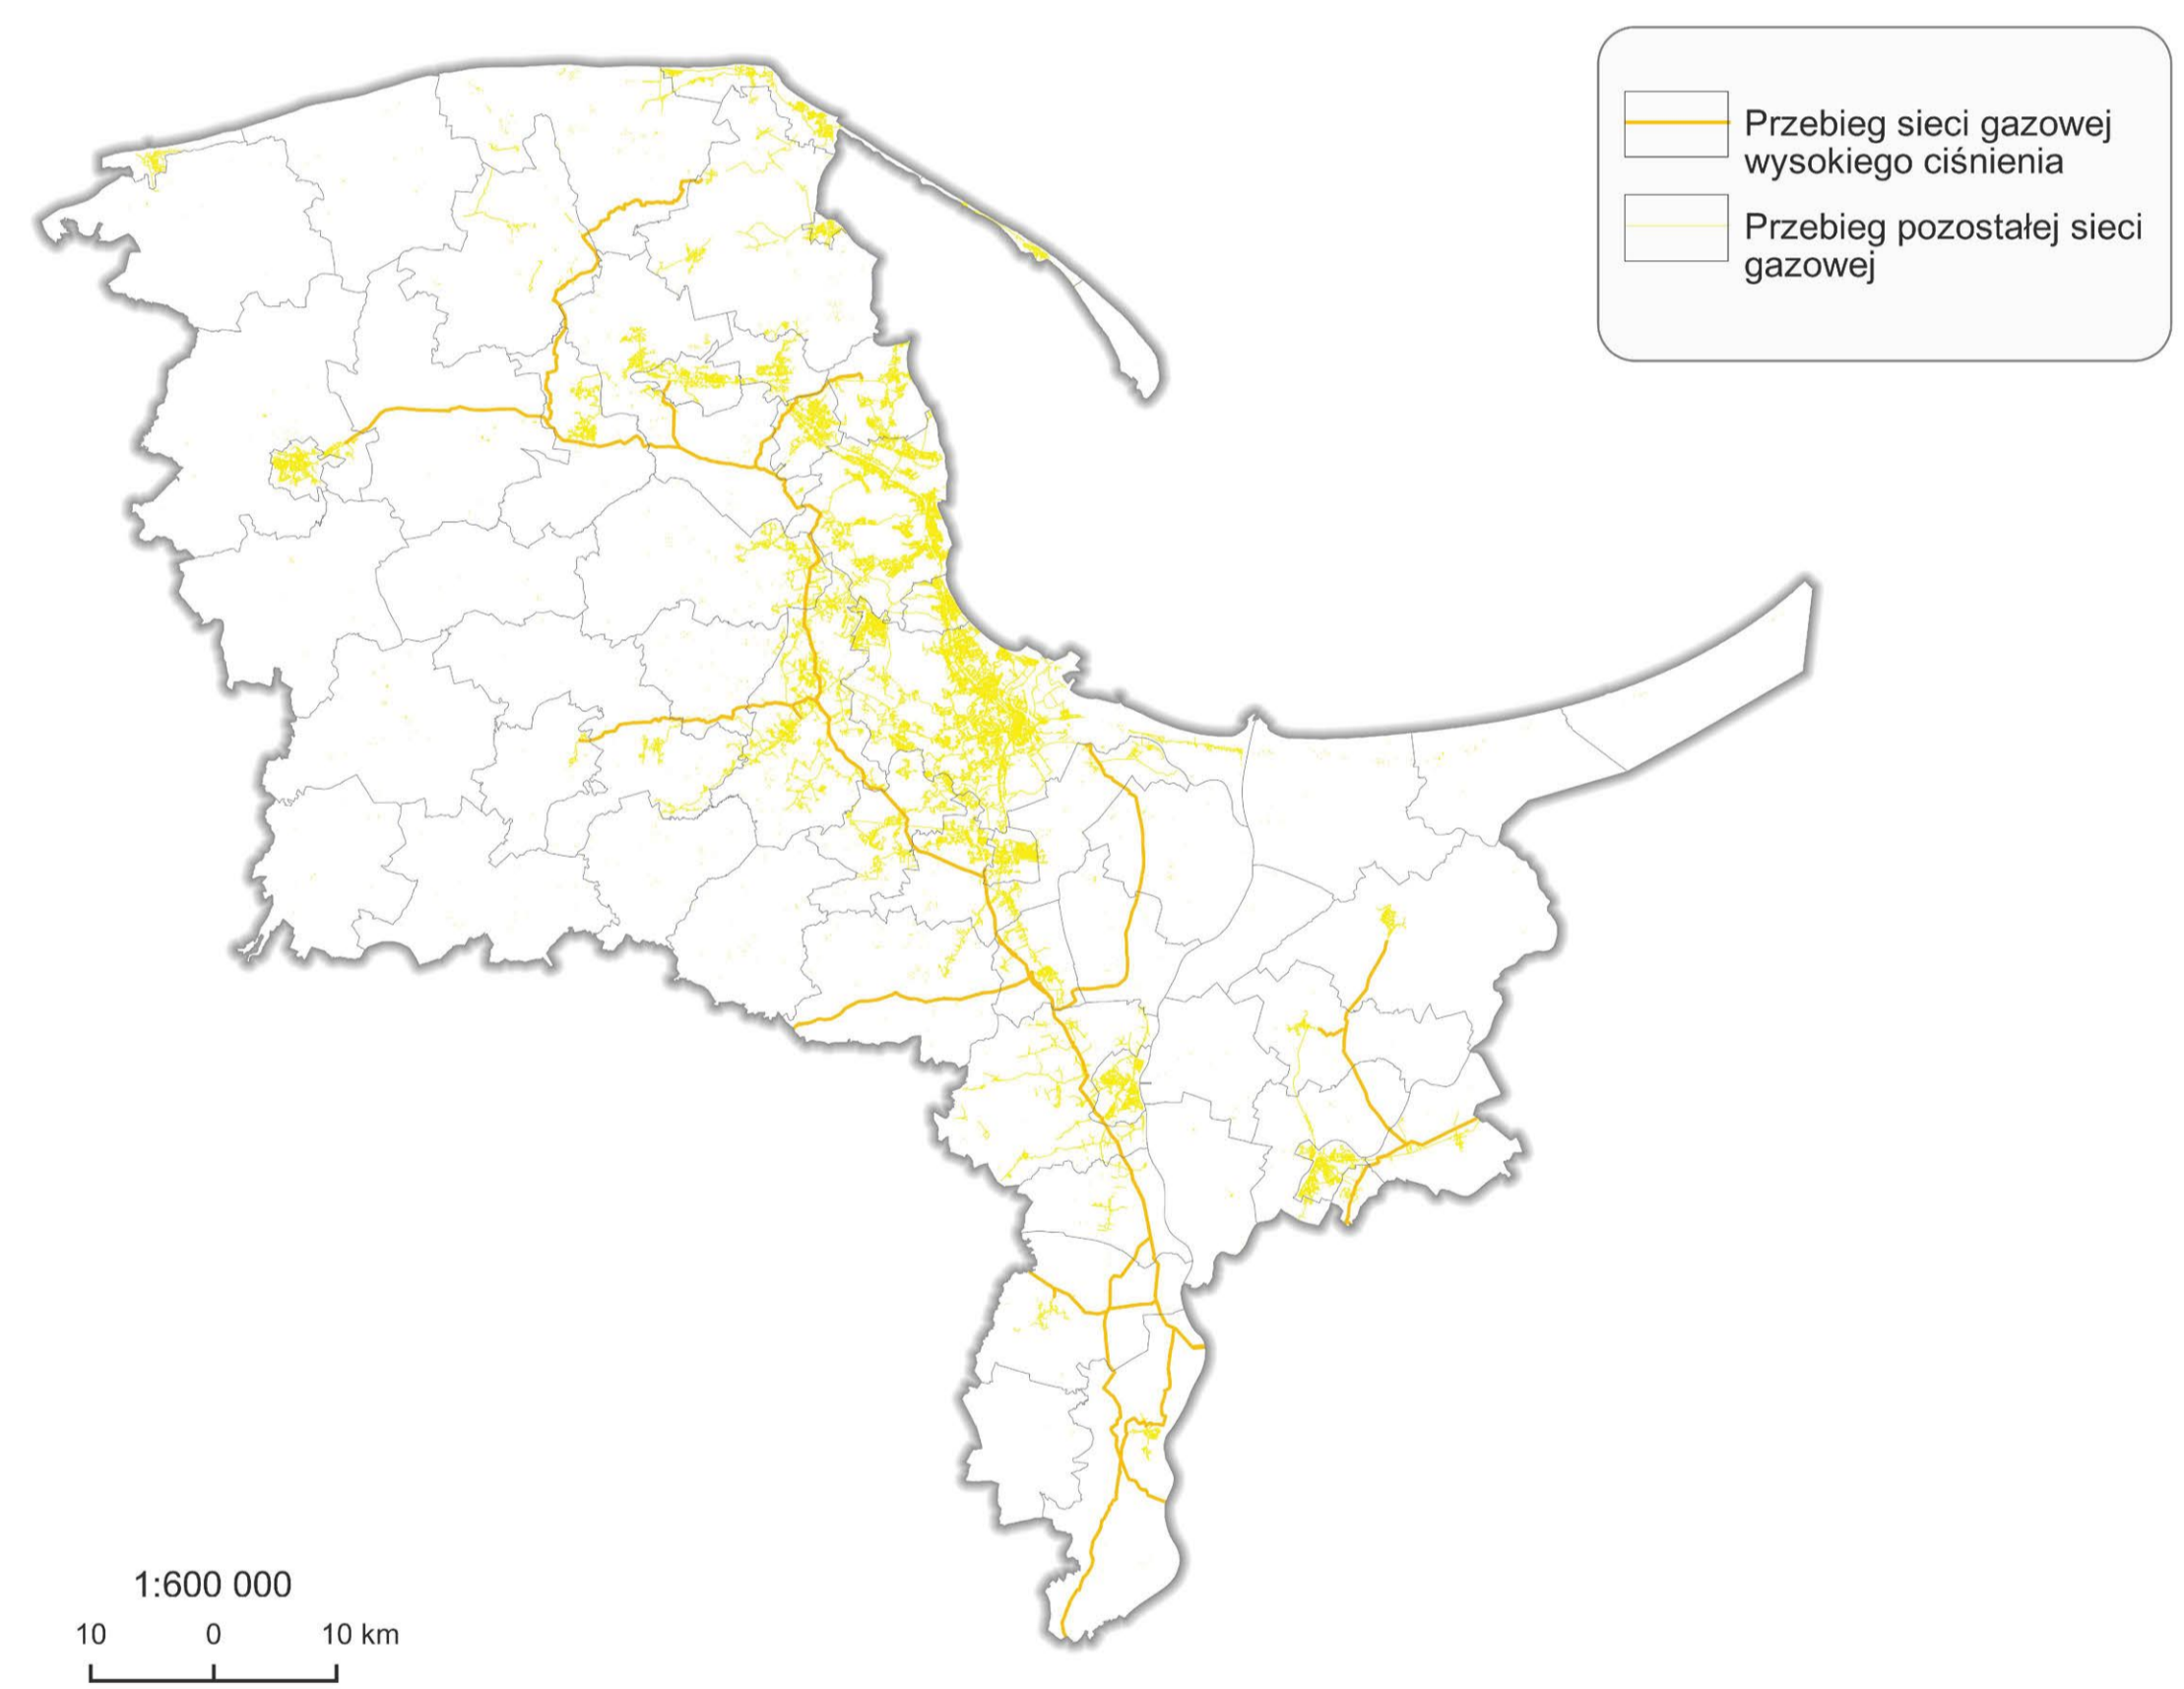 Przebieg sieci gazowej
wysokiego ciśnienia
Przebieg pozostałej sieci
gazowej
1:600 000
10 0 10 km